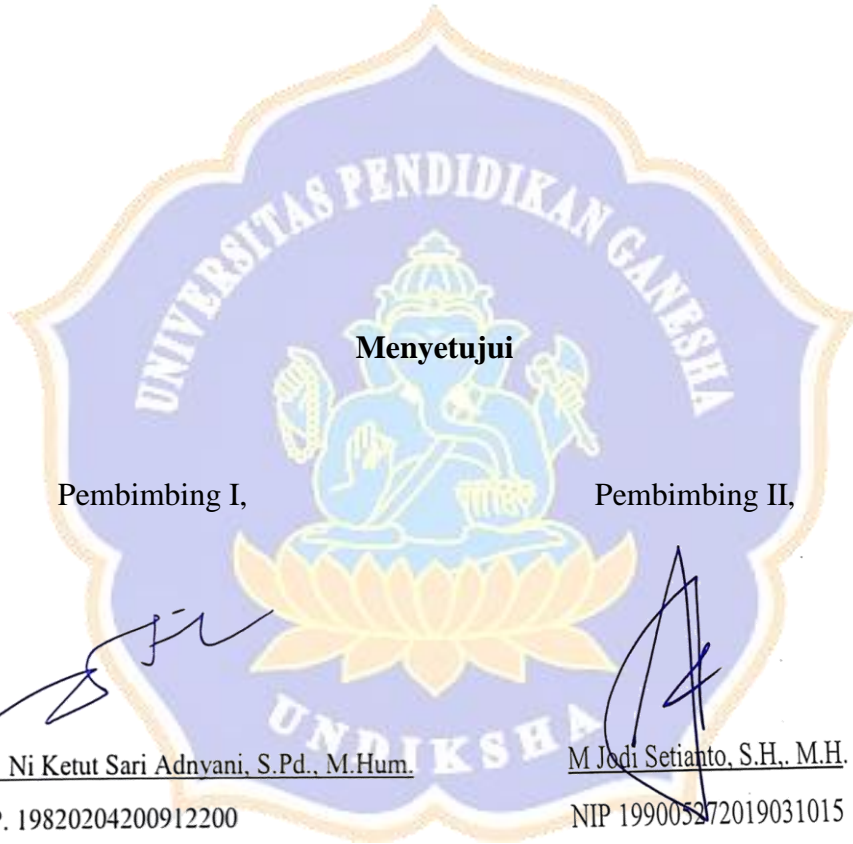 UNIVERSITAS PENDIDIKAN GANESHA
Menyetujui
Pembimbing I,
Pembimbing II,
UNDIKSHA
Ni Ketut Sari Adnyani, S.Pd., M.Hum.
M Jodi Setianto, S.H,. M.H.
P. 19820204200912200
NIP 199005272019031015